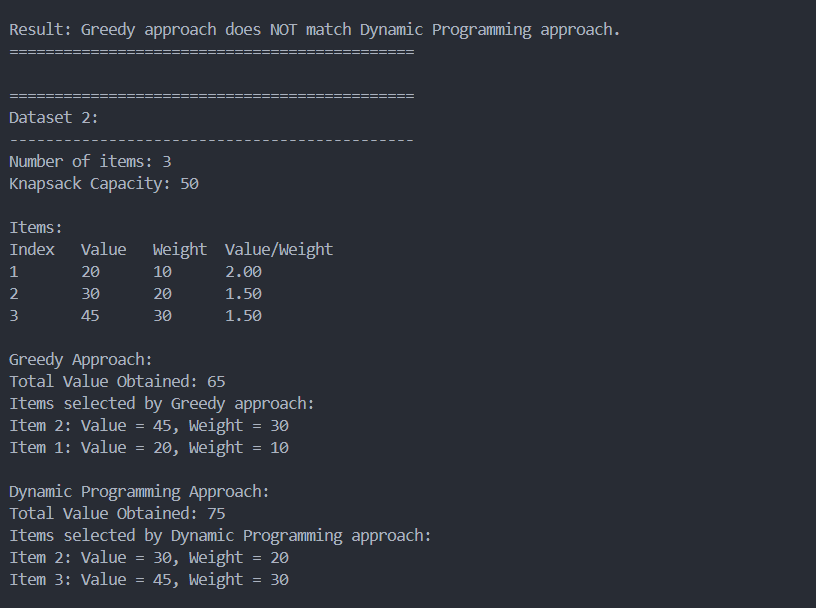 Result: Greedy approach does NOT match Dynamic Programming approach.
=============================================

=============================================
Dataset 2:
---------------------------------------------
Number of items: 3
Knapsack Capacity: 50

Items:
Index   Value   Weight  Value/Weight
1       20      10      2.00
2       30      20      1.50
3       45      30      1.50

Greedy Approach:
Total Value Obtained: 65
Items selected by Greedy approach:
Item 2: Value = 45, Weight = 30
Item 1: Value = 20, Weight = 10

Dynamic Programming Approach:
Total Value Obtained: 75
Items selected by Dynamic Programming approach:
Item 2: Value = 30, Weight = 20
Item 3: Value = 45, Weight = 30